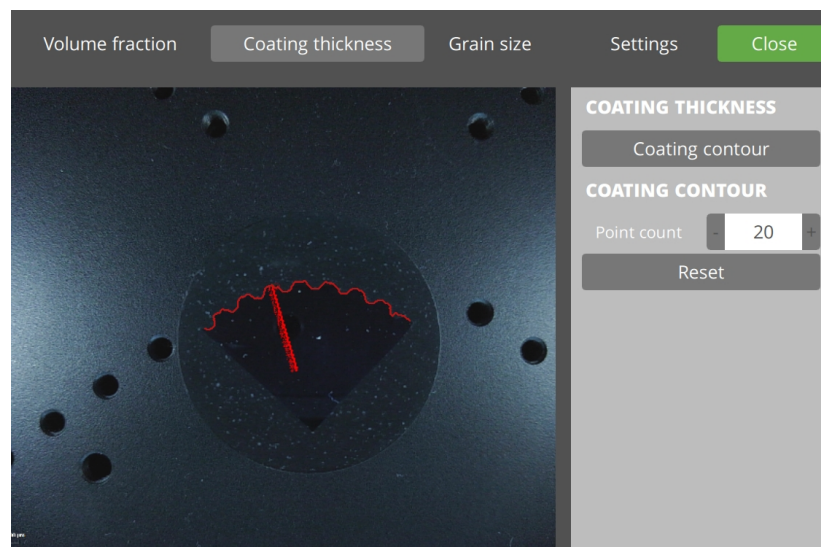 Volume fraction Coating thickness Grain size Settings Close
COATING THICKNESS
Coating contour
COATING CONTOUR
Point count - 20 +
Reset